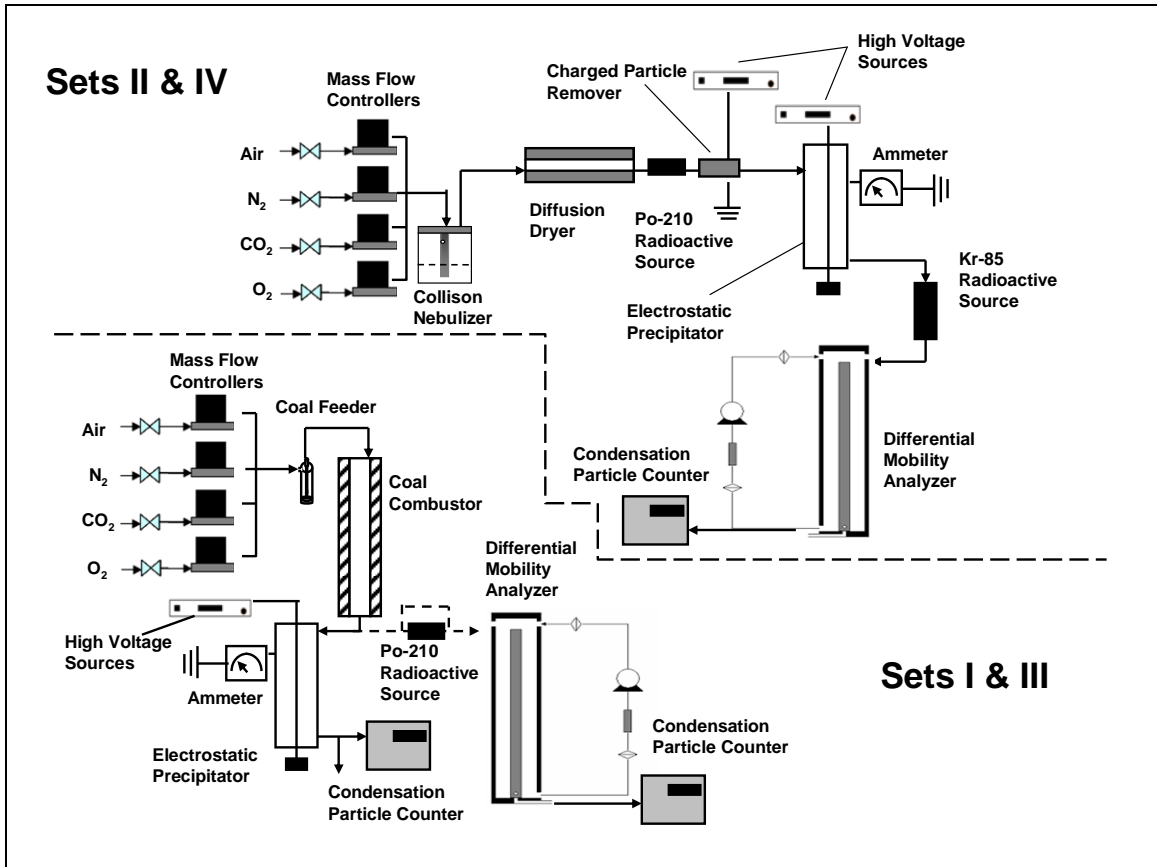 Sets II & IV
Mass Flow
Controllers
Air
N2
CO2
O2
Collison
Nebulizer
Diffusion
Dryer
Po-210
Radioactive
Source
Charged Particle
Remover
High Voltage
Sources
Ammeter
Electrostatic
Precipitator
Kr-85
Radioactive
Source
Differential
Mobility
Analyzer
Condensation
Particle Counter
Mass Flow
Controllers
Air
N2
CO2
O2
Coal Feeder
Coal
Combustor
High Voltage
Sources
Ammeter
Electrostatic
Precipitator
Po-210
Radioactive
Source
Condensation
Particle Counter
Differential
Mobility
Analyzer
Condensation
Particle Counter
Sets I & III